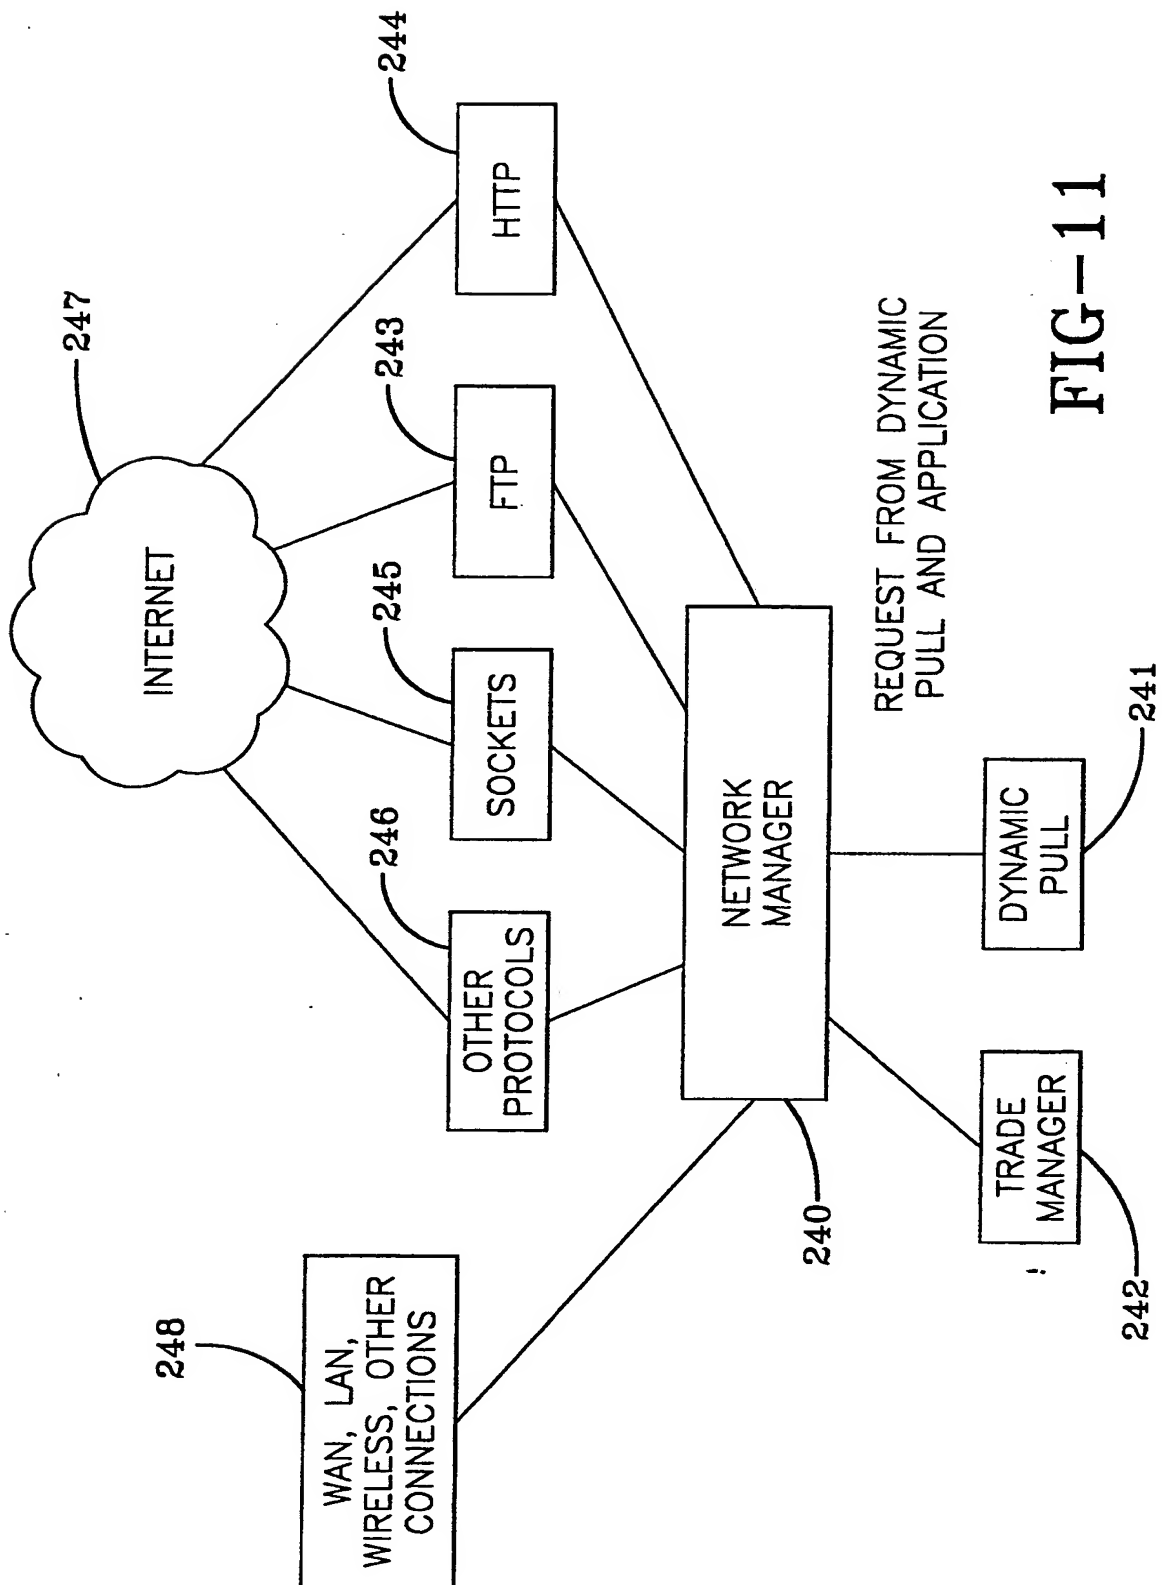 247
INTERNET
248
WAN, LAN,
WIRELESS, OTHER
CONNECTIONS
246
245
243
244
OTHER
PROTOCOLS
SOCKETS
FTP
HTTP
NETWORK
MANAGER
240
REQUEST FROM DYNAMIC
PULL AND APPLICATION
TRADE
MANAGER
DYNAMIC
PULL
242
241
FIG-11